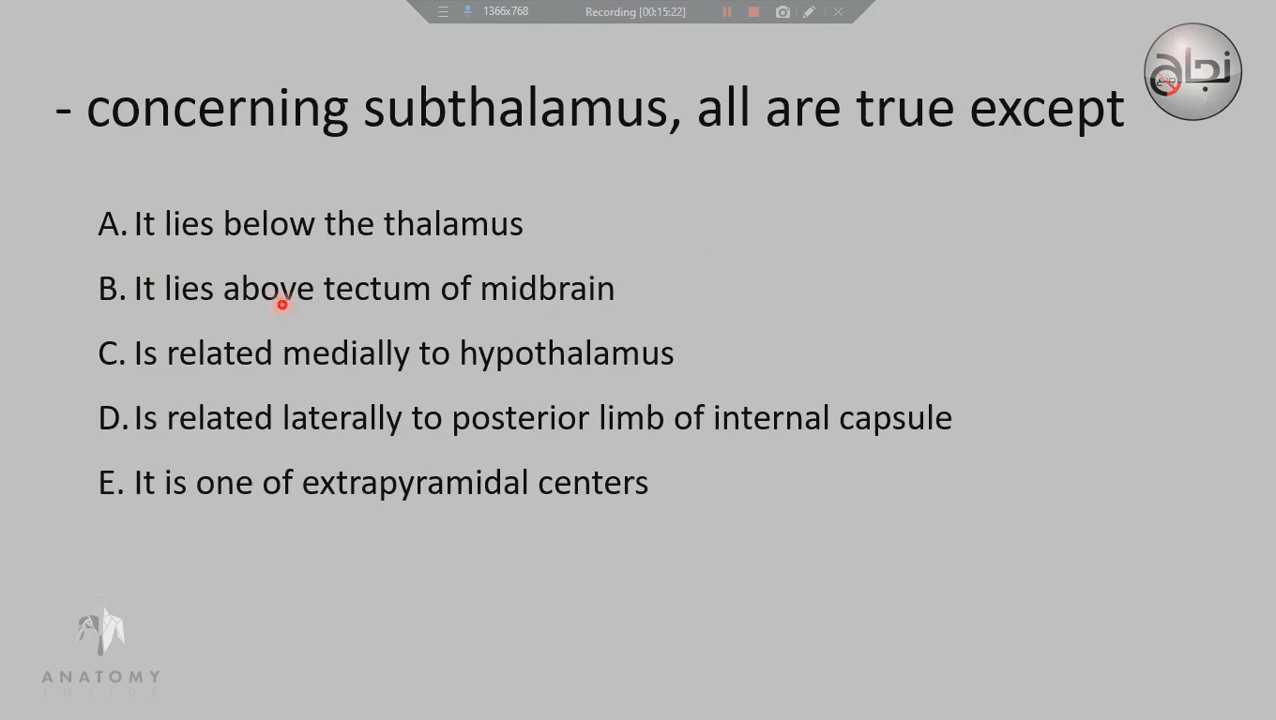 1366x768 Recording [00:15:22]
نجاح
- concerning subthalamus, all are true except
A. It lies below the thalamus
B. It lies above tectum of midbrain
C. Is related medially to hypothalamus
D. Is related laterally to posterior limb of internal capsule
E. It is one of extrapyramidal centers
ANATOMY
INSIDE